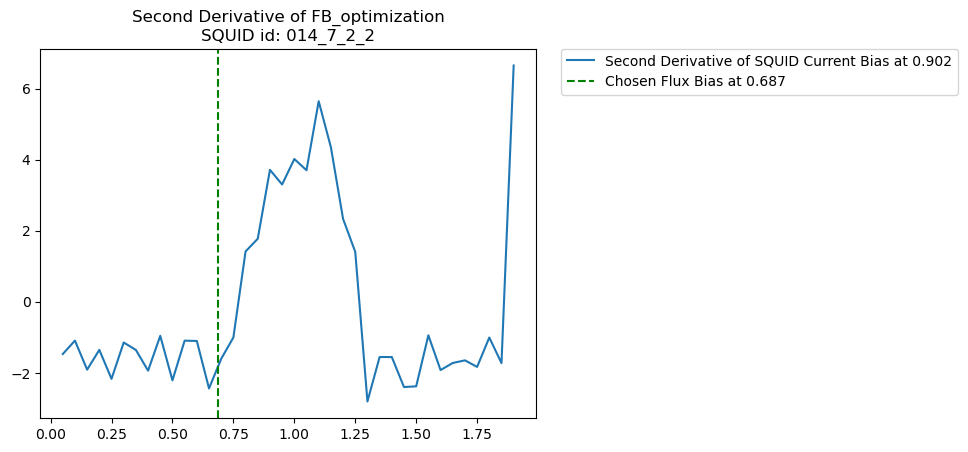 Second Derivative of FB_optimization
SQUID id: 014_7_2_2
Second Derivative of SQUID Current Bias at 0.902
Chosen Flux Bias at 0.687
6
4
2
0
−2
0.00 0.25 0.50 0.75 1.00 1.25 1.50 1.75